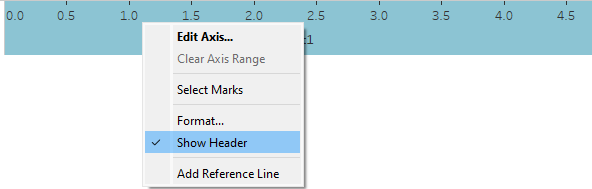 0.0 0.5 1.0 1.5 2.0 2.5 3.0 3.5 4.0 4.5
Edit Axis...
Clear Axis Range
Select Marks
Format...
Show Header
Add Reference Line